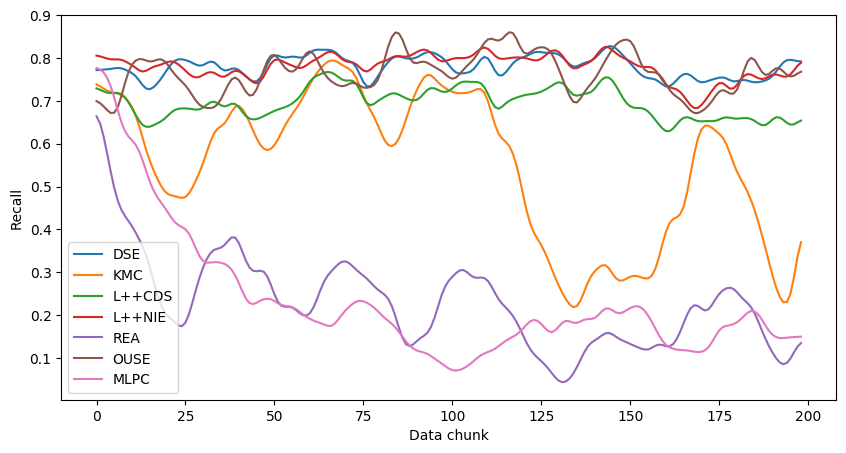 0.9
0.8
0.7
0.6
0.5
0.4
0.3
0.2
0.1
Recall
DSE
KMC
L++CDS
L++NIE
REA
OUSE
MLPC
0 25 50 75 100 125 150 175 200
Data chunk